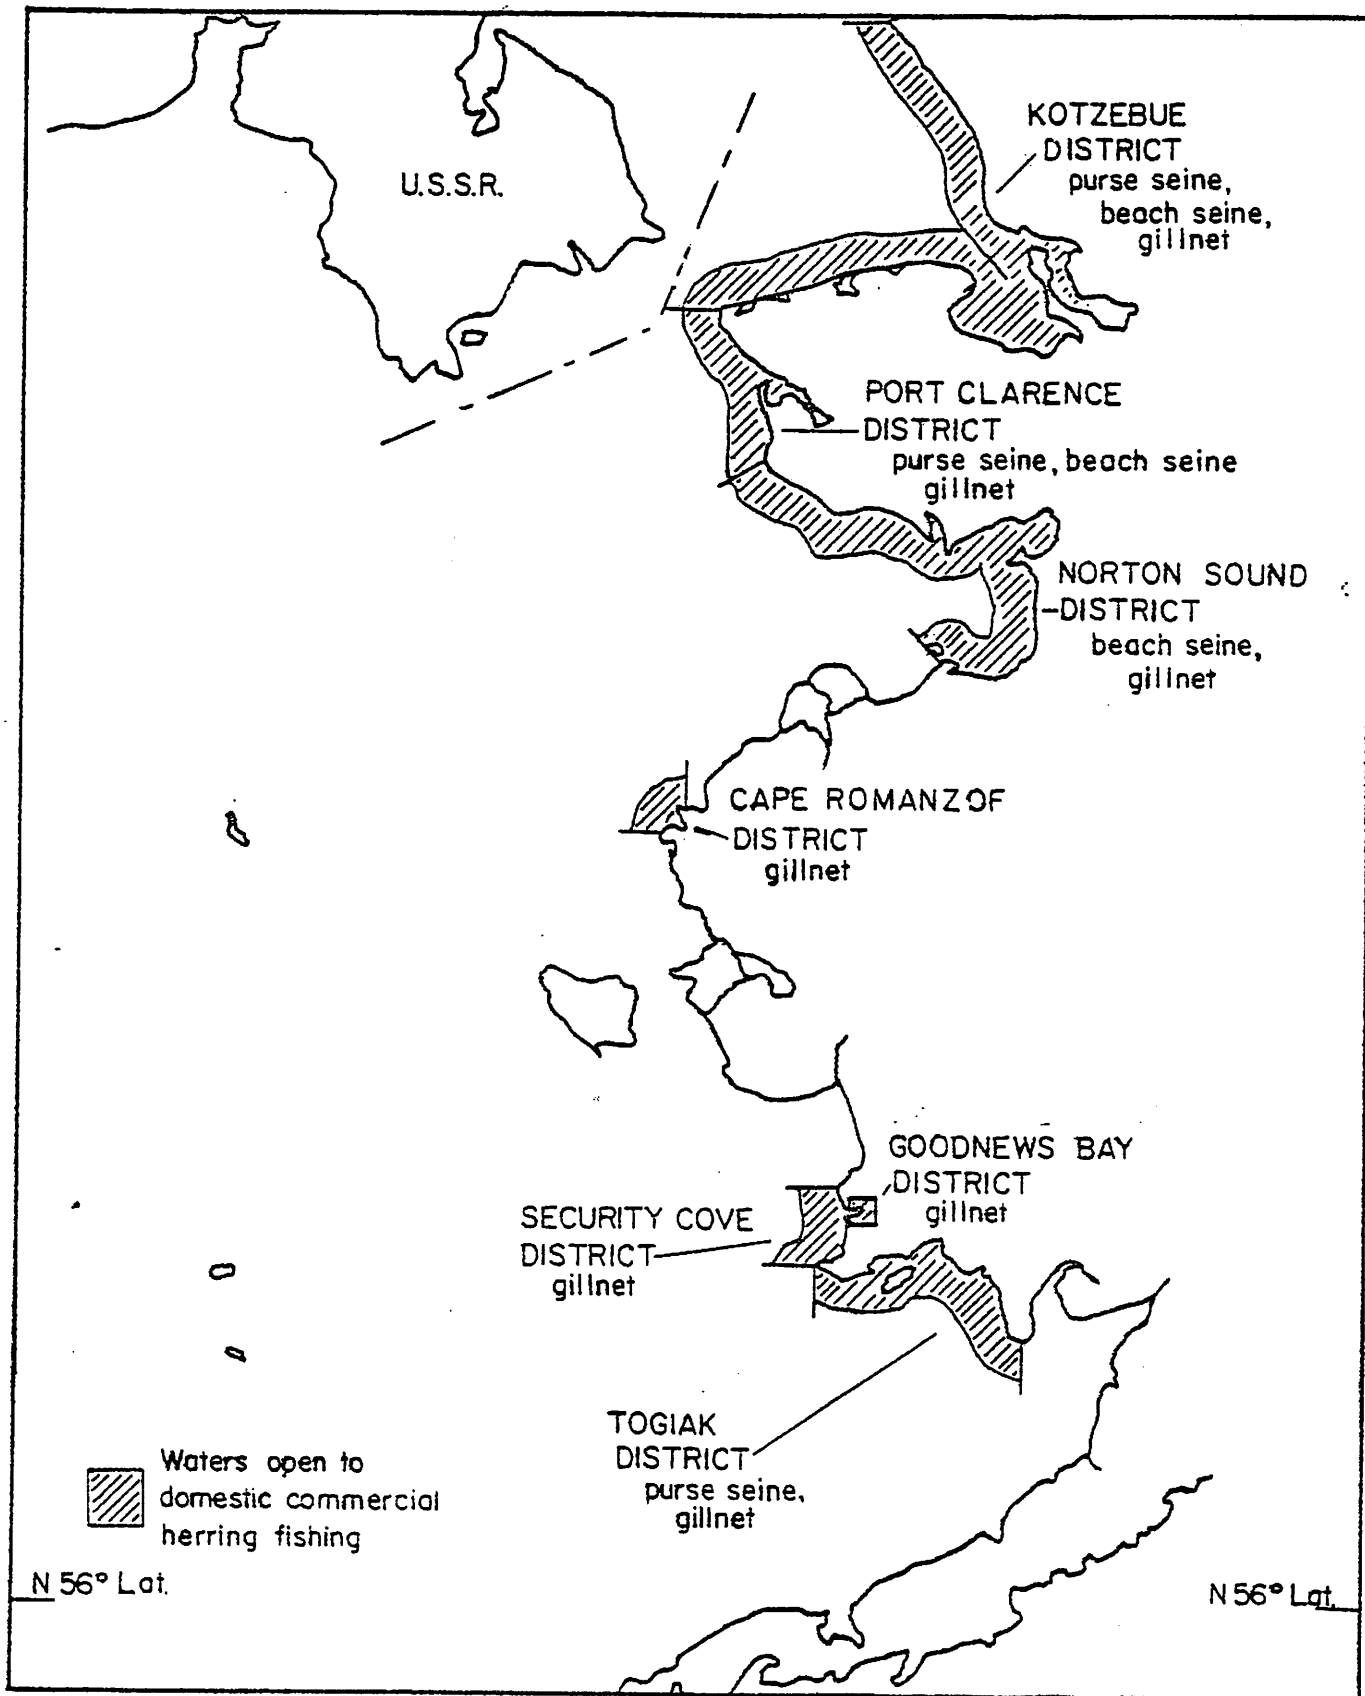 KOTZEBUE
DISTRICT
purse seine,
beach seine,
gillnet
U.S.S.R.
PORT CLARENCE
DISTRICT
purse seine, beach seine
gillnet
NORTON SOUND
DISTRICT
beach seine,
gillnet
CAPE ROMANZOF
DISTRICT
gillnet
GOODNEWS BAY
DISTRICT
gillnet
SECURITY COVE
DISTRICT
gillnet
TOGIAK
DISTRICT
purse seine,
gillnet
Waters open to
domestic commercial
herring fishing
N 56° Lat.
N 56° Lat.